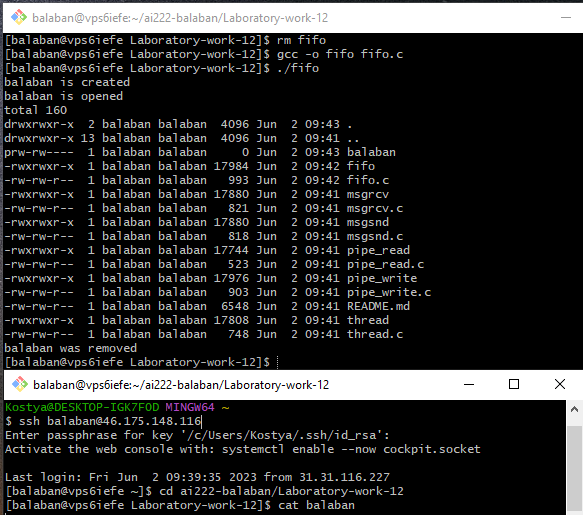 balaban@vps6iefe:~/ai222-balaban/Laboratory-work-12
[balaban@vps6iefe Laboratory-work-12]$ rm fifo
[balaban@vps6iefe Laboratory-work-12]$ gcc -o fifo fifo.c
[balaban@vps6iefe Laboratory-work-12]$ ./fifo
balaban is created
balaban is opened
total 160
drwxrwxr-x  2 balaban balaban  4096 Jun  2 09:43 .
drwxrwxr-x 13 balaban balaban  4096 Jun  2 09:41 ..
prw-rw----  1 balaban balaban     0 Jun  2 09:43 balaban
-rwxrwxr-x  1 balaban balaban 17984 Jun  2 09:42 fifo
-rw-rw-r--  1 balaban balaban   993 Jun  2 09:42 fifo.c
-rwxrwxr-x  1 balaban balaban 17880 Jun  2 09:41 msgrcv
-rw-rw-r--  1 balaban balaban   821 Jun  2 09:41 msgrcv.c
-rwxrwxr-x  1 balaban balaban 17880 Jun  2 09:41 msgsnd
-rw-rw-r--  1 balaban balaban   818 Jun  2 09:41 msgsnd.c
-rwxrwxr-x  1 balaban balaban 17744 Jun  2 09:41 pipe_read
-rw-rw-r--  1 balaban balaban   523 Jun  2 09:41 pipe_read.c
-rwxrwxr-x  1 balaban balaban 17976 Jun  2 09:41 pipe_write
-rw-rw-r--  1 balaban balaban   903 Jun  2 09:41 pipe_write.c
-rw-rw-r--  1 balaban balaban  6548 Jun  2 09:41 README.md
-rwxrwxr-x  1 balaban balaban 17808 Jun  2 09:41 thread
-rw-rw-r--  1 balaban balaban   748 Jun  2 09:41 thread.c
balaban was removed
[balaban@vps6iefe Laboratory-work-12]$
balaban@vps6iefe:~/ai222-balaban/Laboratory-work-12
Kostya@DESKTOP-IGK7FOD MINGW64 ~
$ ssh balaban@46.175.148.116
Enter passphrase for key '/c/Users/Kostya/.ssh/id_rsa':
Activate the web console with: systemctl enable --now cockpit.socket
Last login: Fri Jun  2 09:39:35 2023 from 31.31.116.227
[balaban@vps6iefe ~]$ cd ai222-balaban/Laboratory-work-12
[balaban@vps6iefe Laboratory-work-12]$ cat balaban